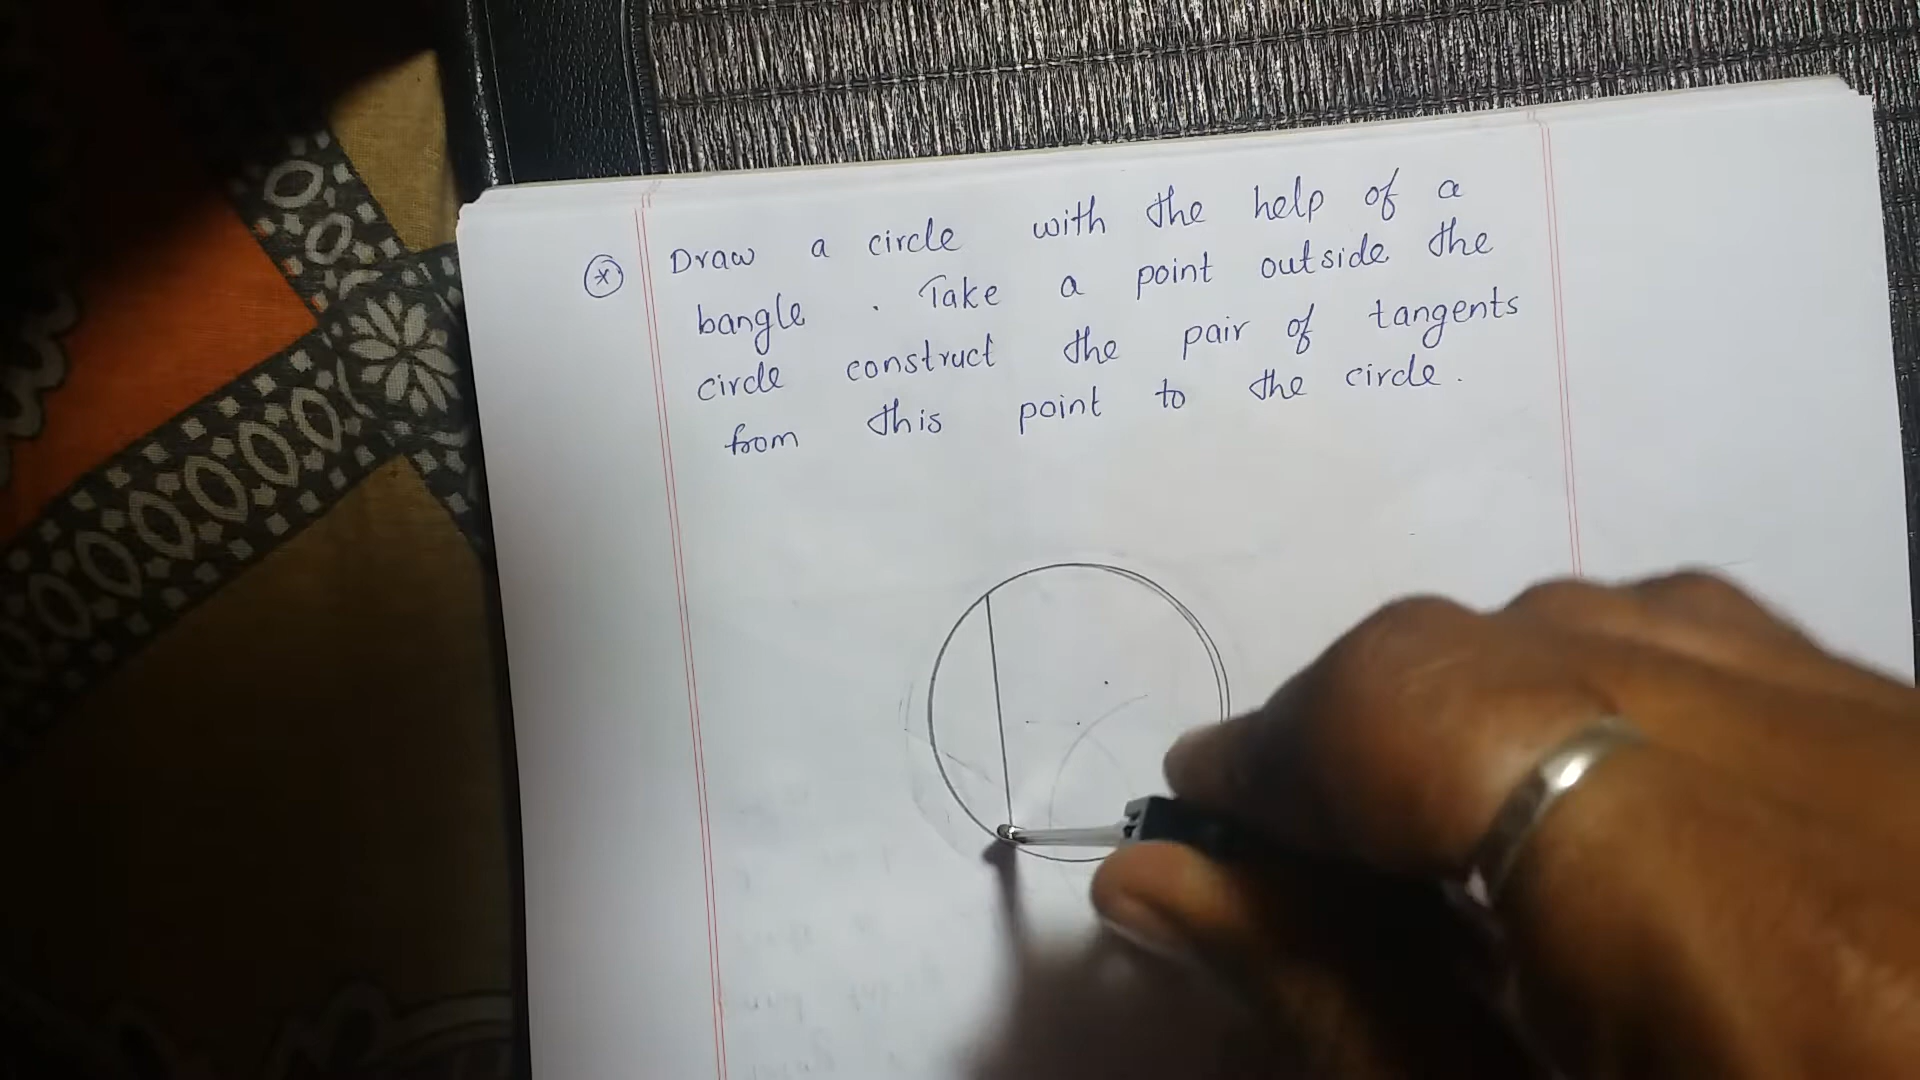 (x) Draw a circle with the help of a
bangle . Take a point outside the
circle construct the pair of tangents
from this point to the circle.